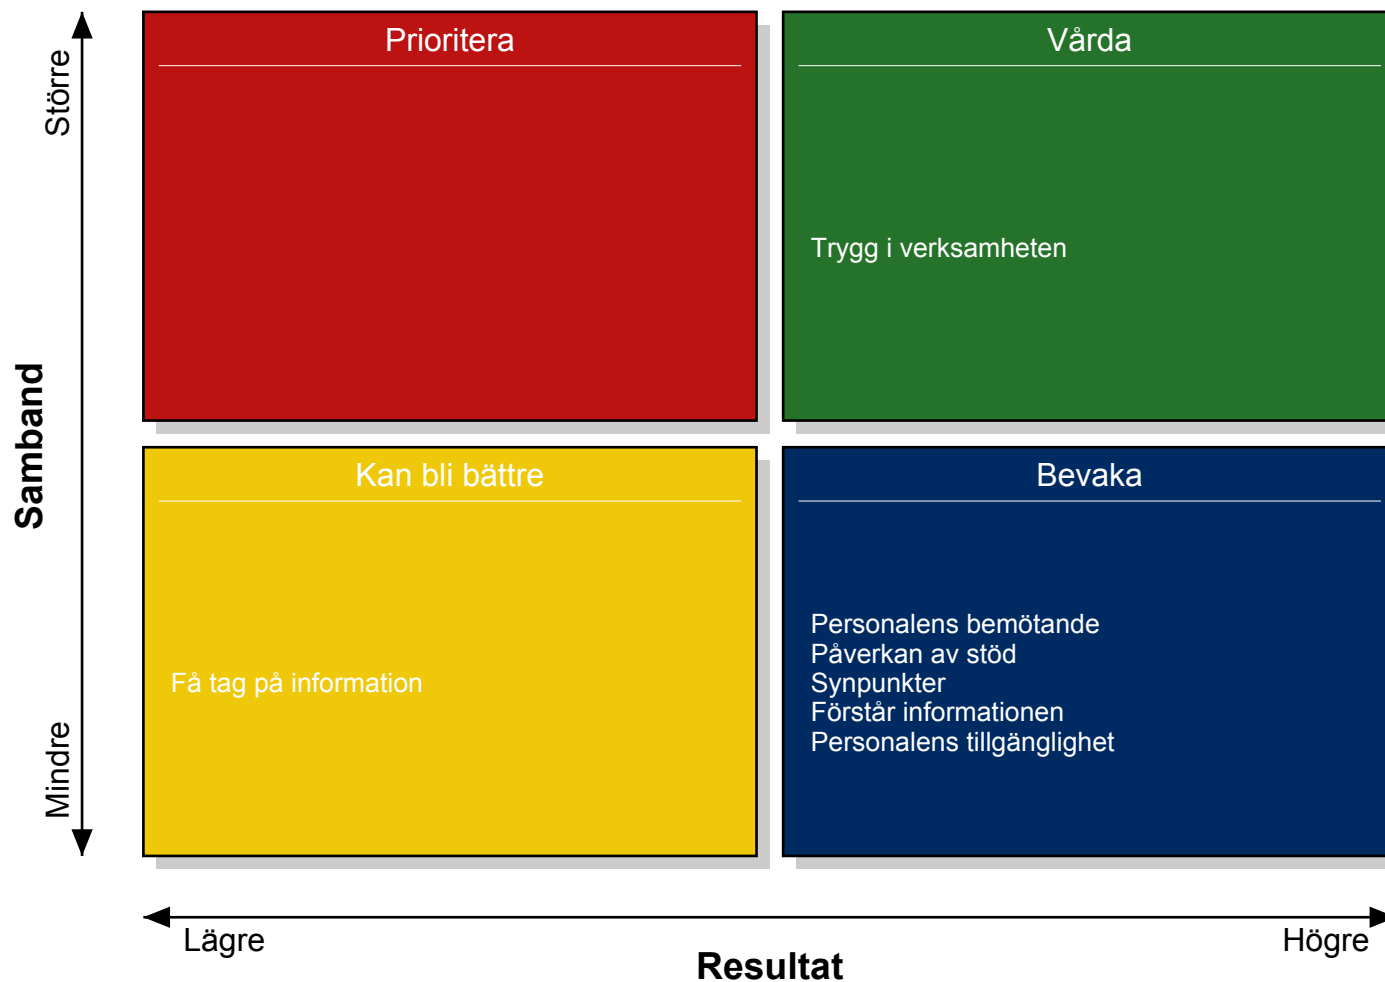 Prioritera
Vårda
Större
Trygg i verksamheten
Samband
Kan bli bättre
Bevaka
Få tag på information
Personalens bemötande
Påverkan av stöd
Synpunkter
Förstår informationen
Personalens tillgänglighet
Mindre
Lägre
Högre
Resultat